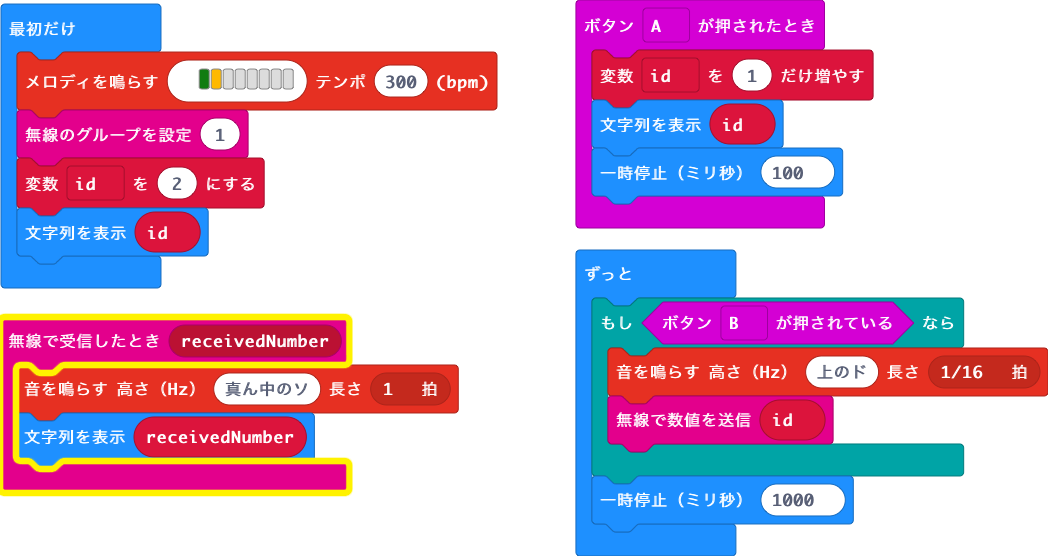 最初だけ
メロディを鳴らす テンポ 300 (bpm)
無線のグループを設定 1
変数 id を 2 にする
文字列を表示 id
無線で受信したとき receivedNumber
音を鳴らす 高さ（Hz） 真ん中のソ 長さ 1 拍
文字列を表示 receivedNumber
ボタン A が押されたとき
変数 id を 1 だけ増やす
文字列を表示 id
一時停止（ミリ秒） 100
ずっと
もし ボタン B が押されている なら
音を鳴らす 高さ（Hz） 上のド 長さ 1/16 拍
無線で数値を送信 id
一時停止（ミリ秒） 1000